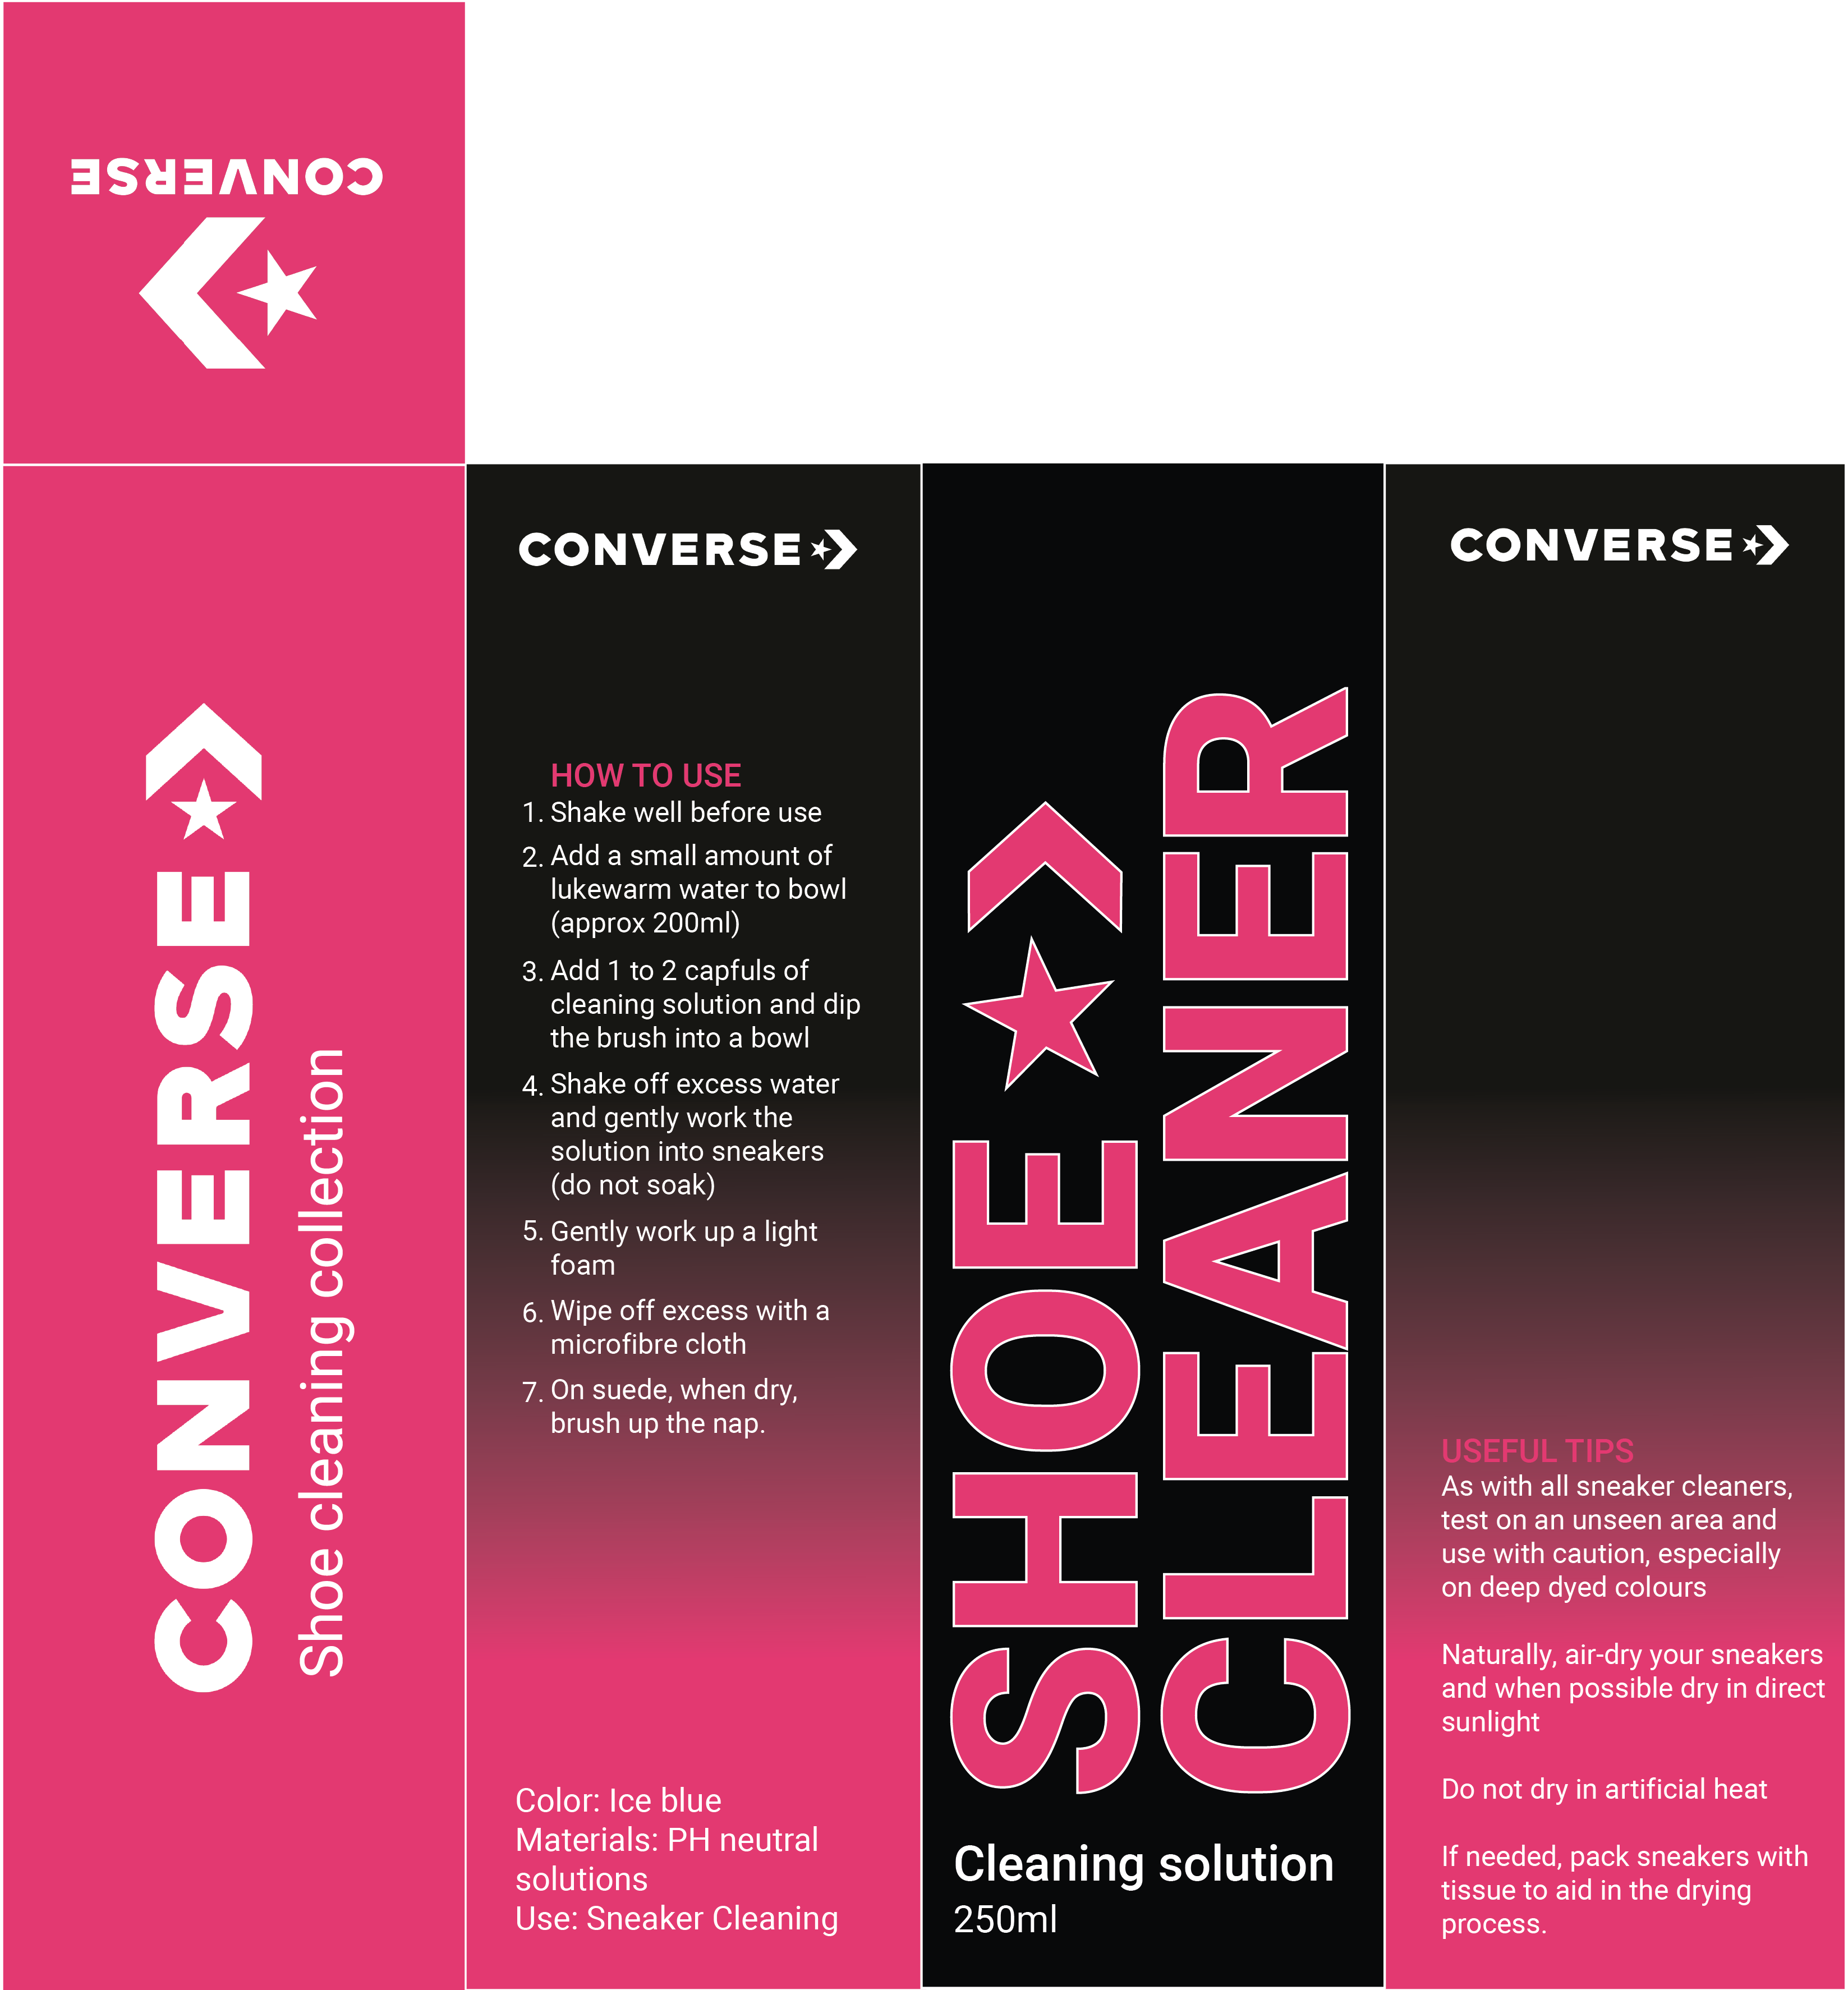 CONVERSE
CONVERSE
Shoe cleaning collection
CONVERSE
HOW TO USE
1. Shake well before use
2. Add a small amount of
lukewarm water to bowl
(approx 200ml)
3. Add 1 to 2 capfuls of
cleaning solution and dip
the brush into a bowl
4. Shake off excess water
and gently work the
solution into sneakers
(do not soak)
5. Gently work up a light
foam
6. Wipe off excess with a
microfibre cloth
7. On suede, when dry,
brush up the nap.
Color: Ice blue
Materials: PH neutral
solutions
Use: Sneaker Cleaning
SHOE
CLEANER
Cleaning solution
250ml
CONVERSE
USEFUL TIPS
As with all sneaker cleaners,
test on an unseen area and
use with caution, especially
on deep dyed colours
Naturally, air-dry your sneakers
and when possible dry in direct
sunlight
Do not dry in artificial heat
If needed, pack sneakers with
tissue to aid in the drying
process.